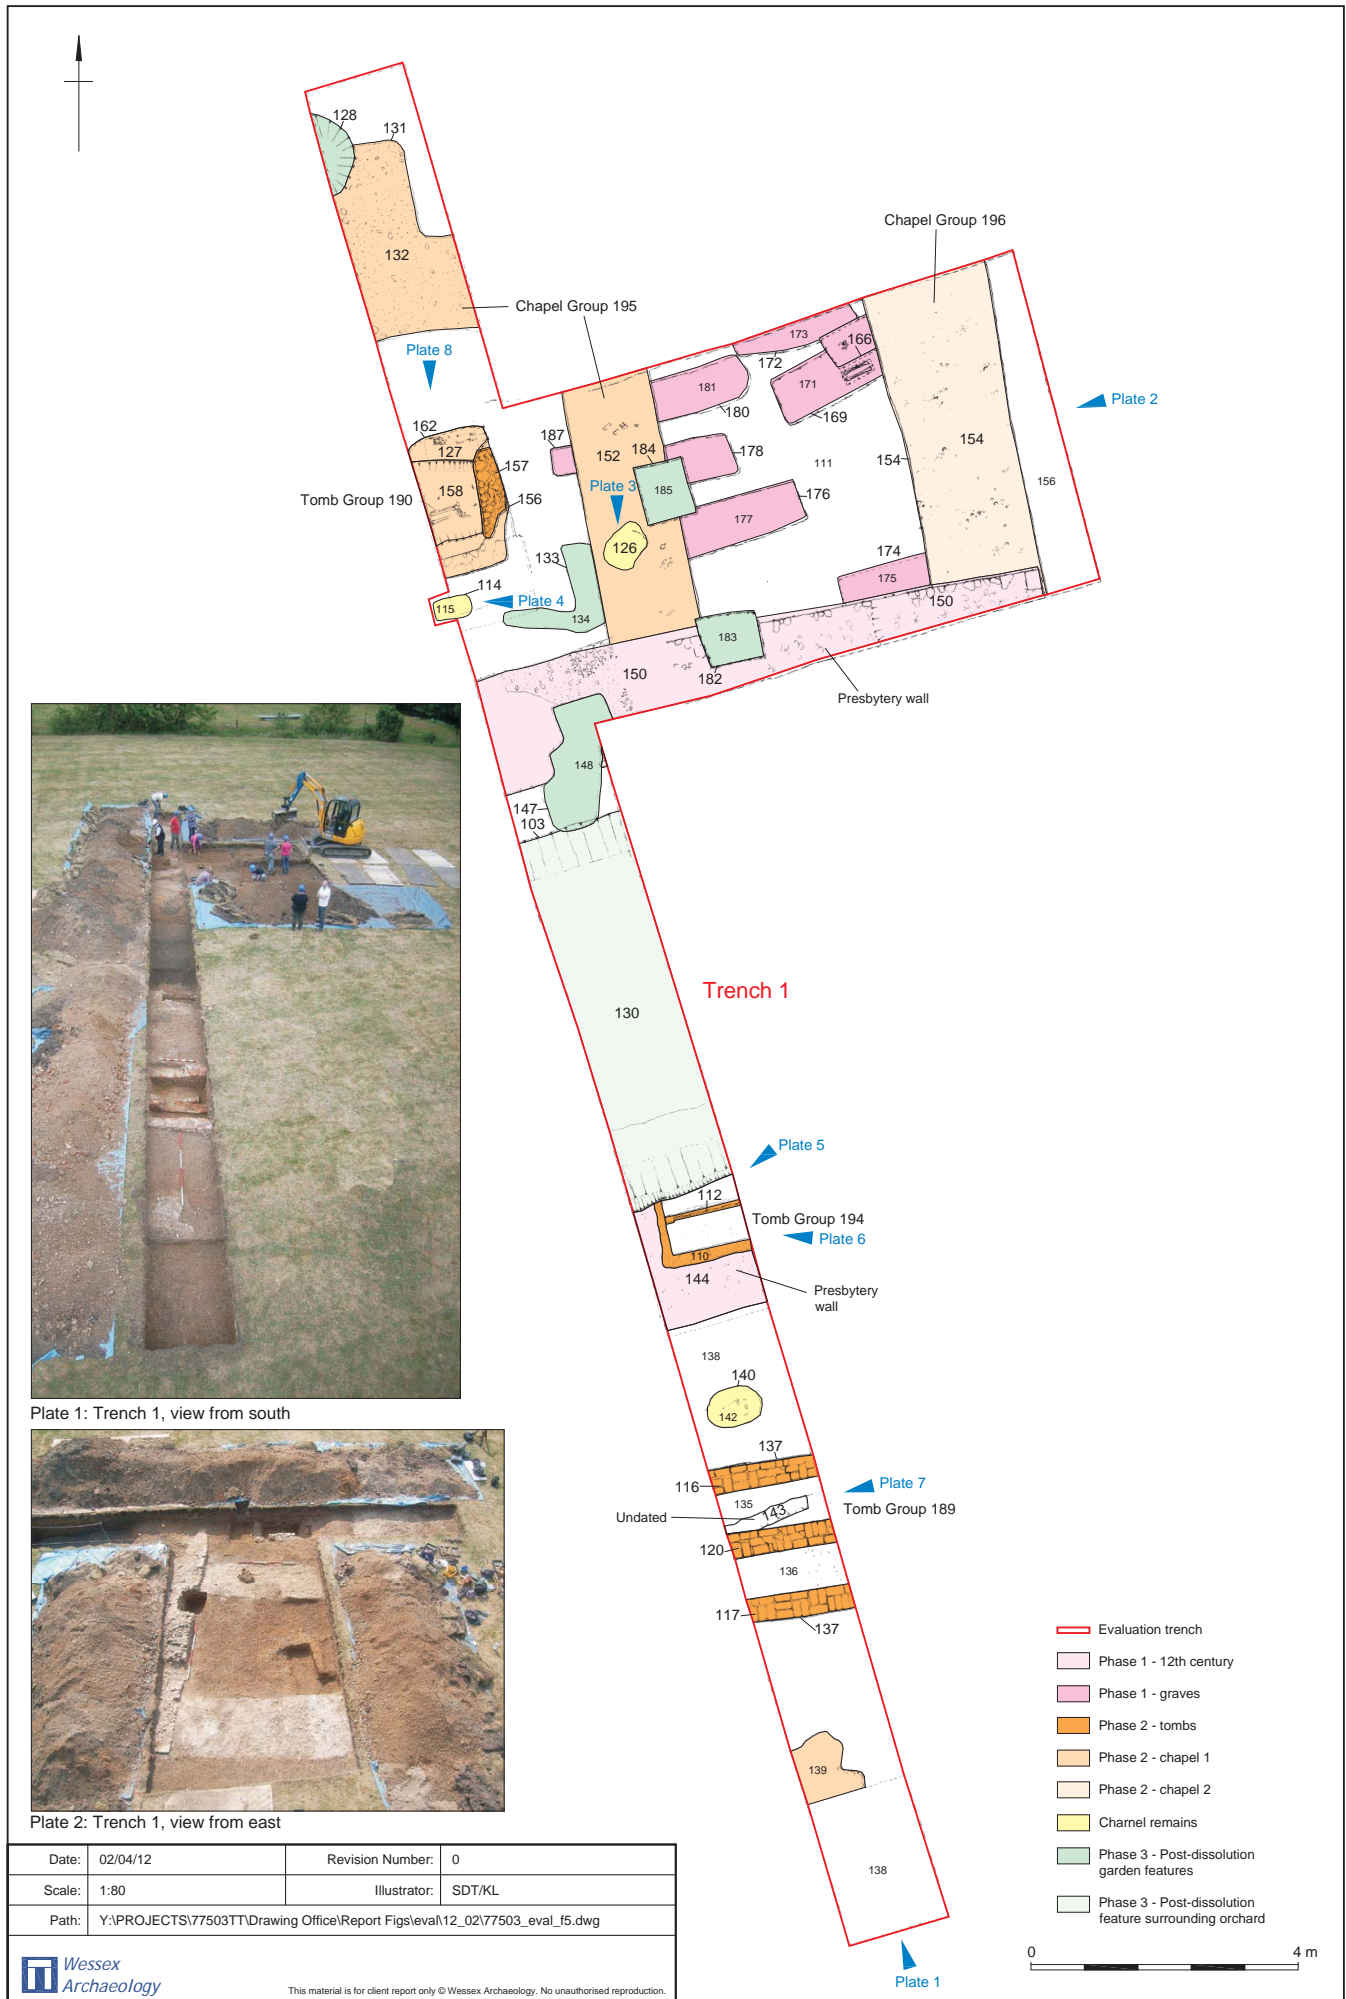 128
131
132
Chapel Group 196
Chapel Group 195
Plate 8
173
172
166
181
171
180
169
Plate 2
162
127
187
152
184
178
154
154
157
111
158
Plate 3
185
176
156
Tomb Group 190
156
177
126
133
174
114
175
115
Plate 4
134
150
183
150
182
Presbytery wall
148
147
103
Trench 1
130
Plate 5
112
Tomb Group 194
Plate 6
110
144
Presbytery
wall
138
140
142
Plate 1: Trench 1, view from south
137
116
Plate 7
135
143
Tomb Group 189
Undated
120
136
117
137
139
138
Plate 1
Plate 2: Trench 1, view from east
Evaluation trench
Phase 1 - 12th century
Phase 1 - graves
Phase 2 - tombs
Phase 2 - chapel 1
Phase 2 - chapel 2
Charnel remains
Phase 3 - Post-dissolution
garden features
Phase 3 - Post-dissolution
feature surrounding orchard
0 4 m
Date: 02/04/12 Revision Number: 0
Scale: 1:80 Illustrator: SDT/KL
Path: Y:\PROJECTS\77503TT\Drawing Office\Report Figs\eval\12_02\77503_eval_f5.dwg
Wessex
Archaeology
This material is for client report only © Wessex Archaeology. No unauthorised reproduction.